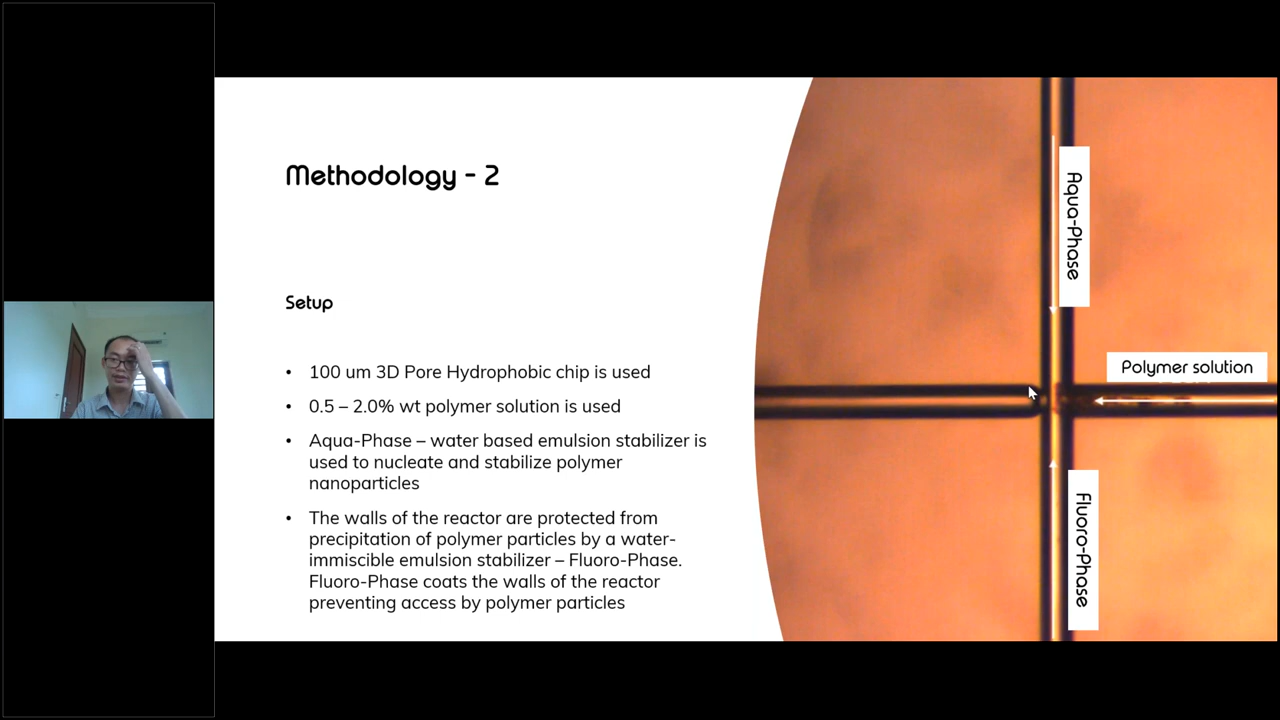 Methodology - 2
Setup
• 100 um 3D Pore Hydrophobic chip is used
• 0.5 – 2.0% wt polymer solution is used
• Aqua-Phase – water based emulsion stabilizer is
used to nucleate and stabilize polymer
nanoparticles
• The walls of the reactor are protected from
precipitation of polymer particles by a water-
immiscible emulsion stabilizer – Fluoro-Phase.
Fluoro-Phase coats the walls of the reactor
preventing access by polymer particles
Aqua-Phase
Polymer solution
Fluoro-Phase